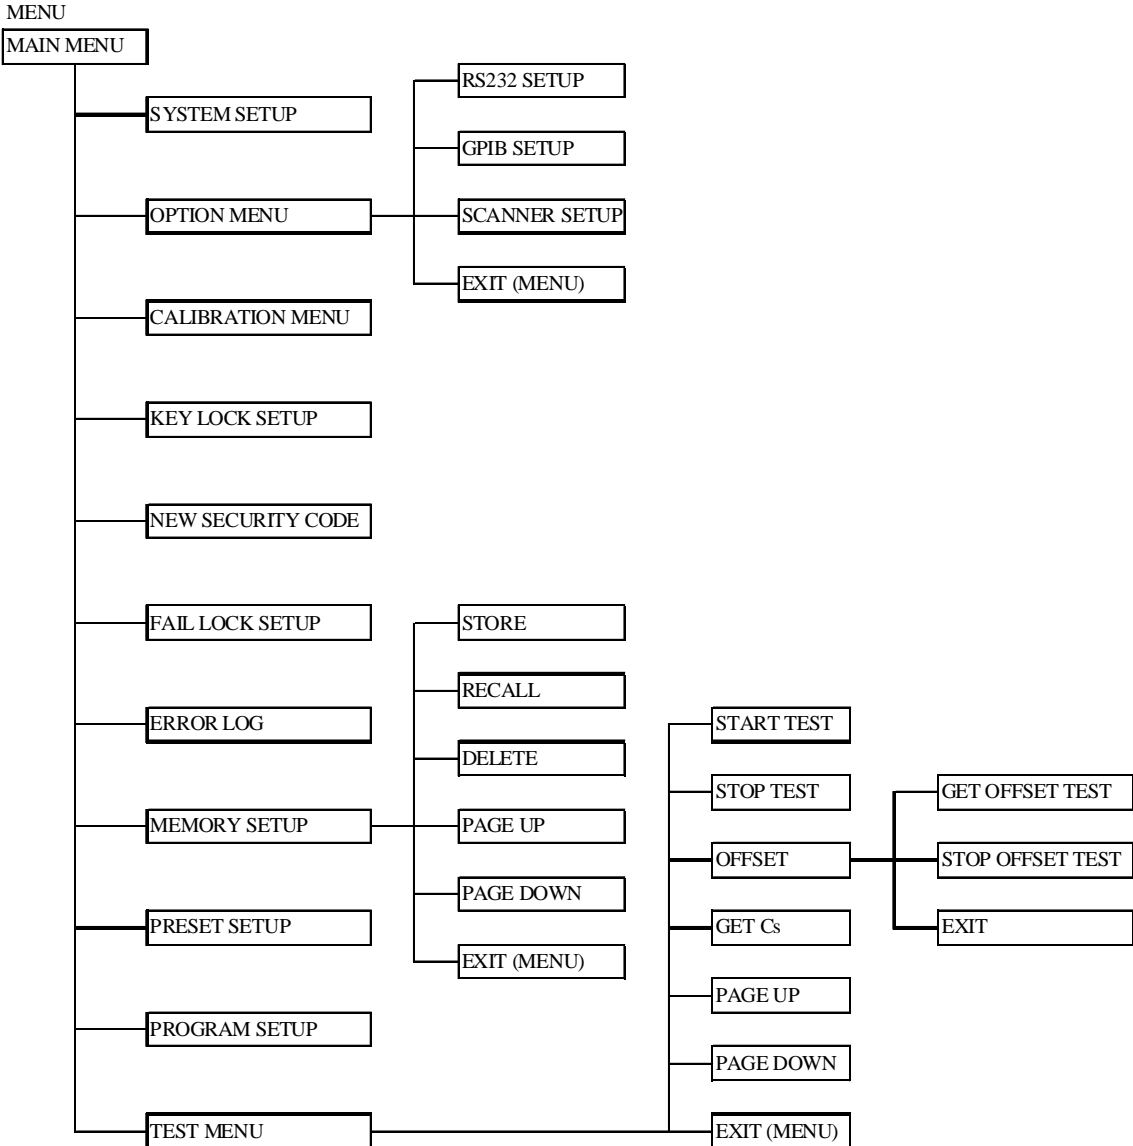 MENU
MAIN MENU
SYSTEM SETUP
OPTION MENU
RS232 SETUP
GPIB SETUP
SCANNER SETUP
EXIT (MENU)
CALIBRATION MENU
KEY LOCK SETUP
NEW SECURITY CODE
FAIL LOCK SETUP
ERROR LOG
MEMORY SETUP
STORE
RECALL
DELETE
PAGE UP
PAGE DOWN
EXIT (MENU)
PRESET SETUP
PROGRAM SETUP
TEST MENU
START TEST
STOP TEST
OFFSET
GET OFFSET TEST
STOP OFFSET TEST
EXIT
GET Cs
PAGE UP
PAGE DOWN
EXIT (MENU)